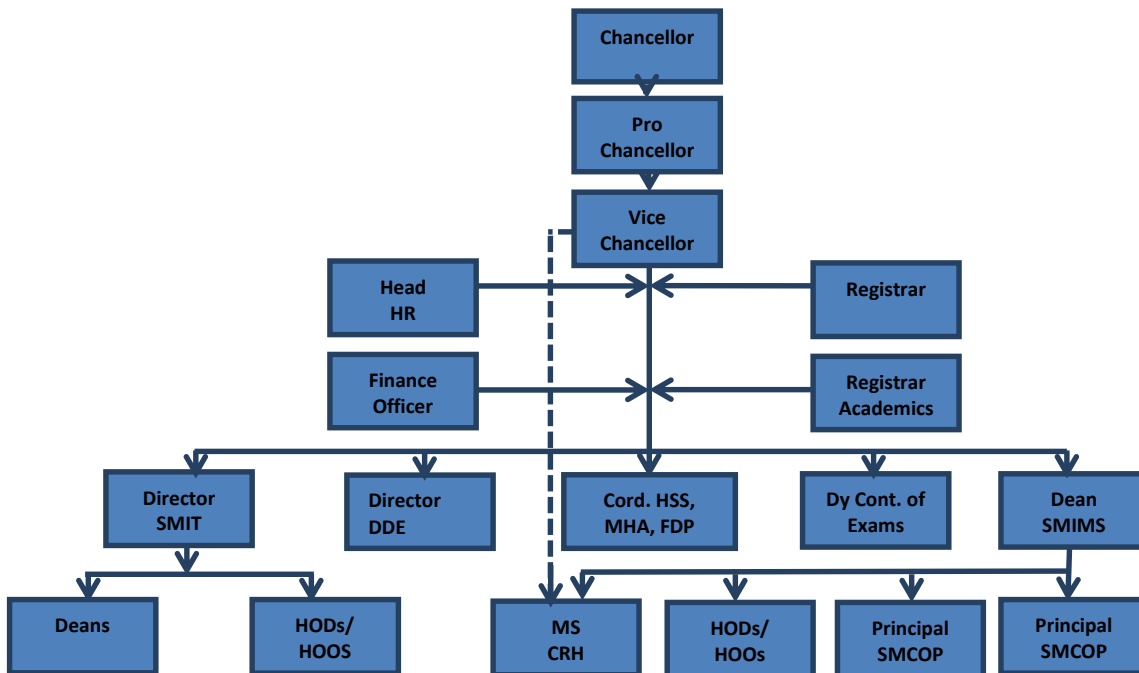 Chancellor
Pro
Chancellor
Vice
Chancellor
Head
HR
Registrar
Finance
Officer
Registrar
Academics
Director
SMIT
Director
DDE
Cord. HSS,
MHA, FDP
Dy Cont. of
Exams
Dean
SMIMS
Deans
HODs/
HOOS
MS
CRH
HODs/
HOOs
Principal
SMCOP
Principal
SMCOP